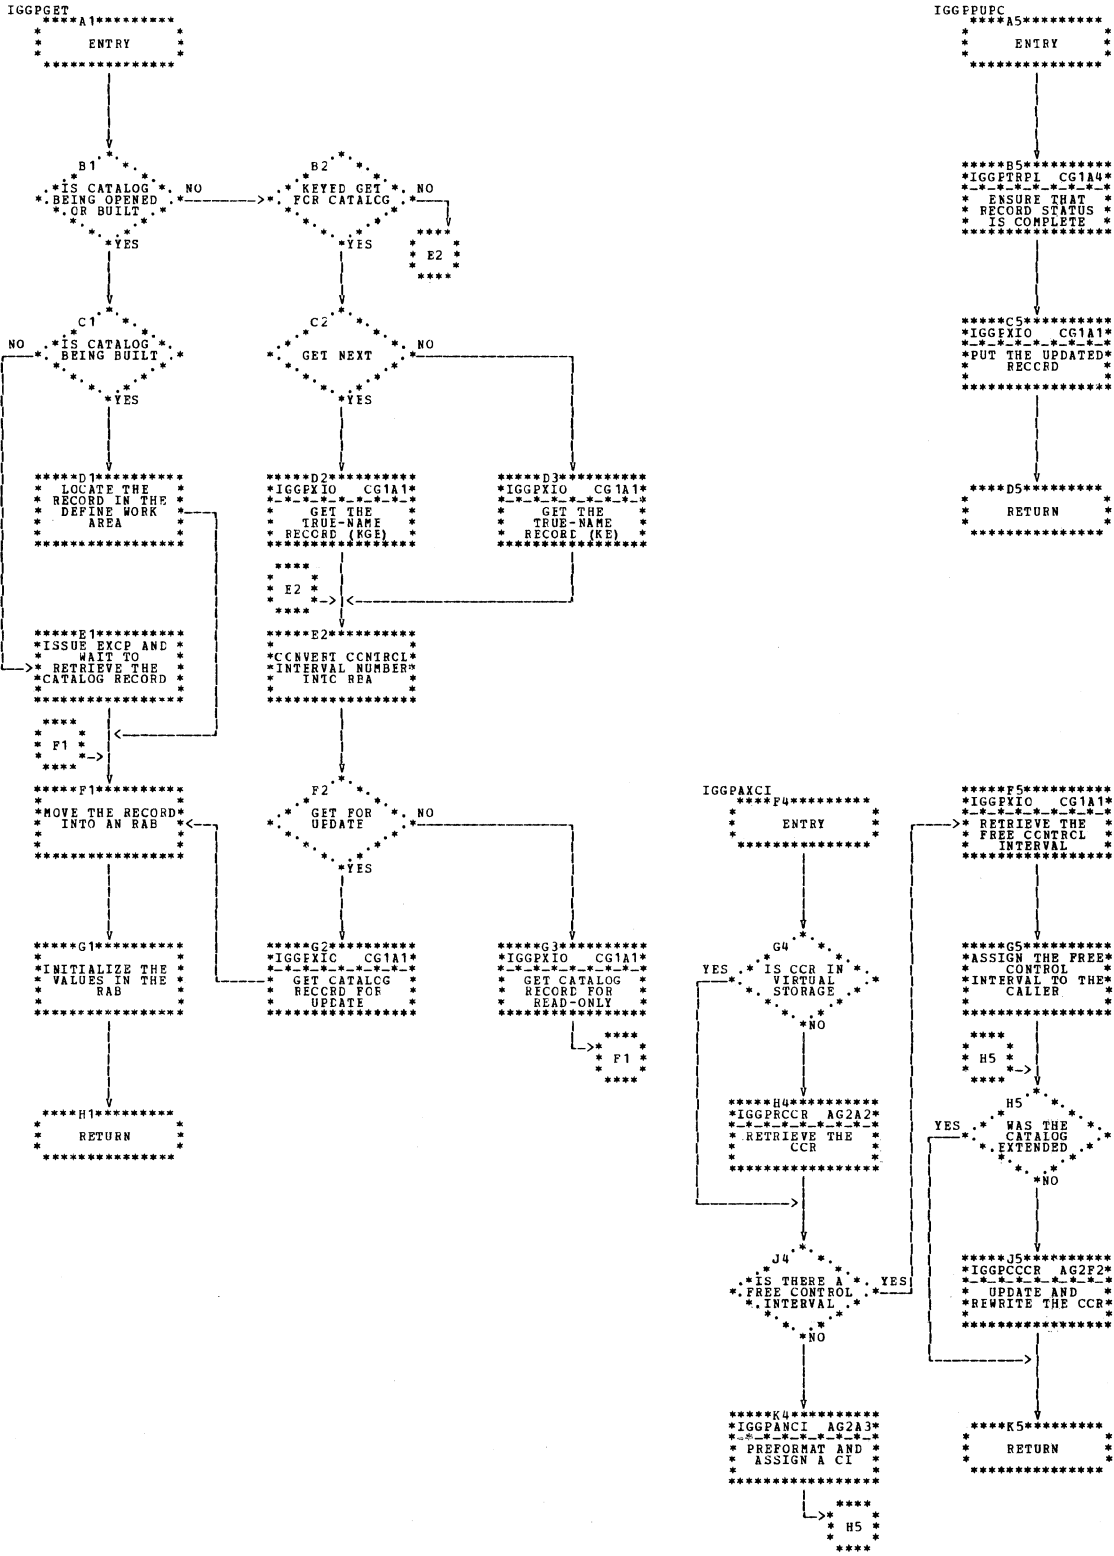 IGGPGET
A1
ENTRY
B1
IS CATALOG
BEING OPENED
OR BUILT
NO
YES
B2
KEYED GET
FOR CATALOG
NO
YES
E2
C1
IS CATALOG
BEING BUILT
NO
YES
C2
GET NEXT
NO
YES
D1
LOCATE THE
RECORD IN THE
DEFINE WORK
AREA
D2
IGGPXIO CG1A1
GET THE
TRUE-NAME
RECORD (KGE)
D3
IGGPXIO CG1A1
GET THE
TRUE-NAME
RECORD (KE)
E2
E1
ISSUE EXCP AND
WAIT TO
RETRIEVE THE
CATALOG RECORD
E2
CONVERT CONTROL
INTERVAL NUMBER
INTO RBA
F1
F1
MOVE THE RECORD
INTO AN RAB
F2
GET FOR
UPDATE
NO
YES
G1
INITIALIZE THE
VALUES IN THE
RAB
G2
IGGPXIO CG1A1
GET CATALOG
RECORD FOR
UPDATE
G3
IGGPXIO CG1A1
GET CATALOG
RECORD FOR
READ-ONLY
F1
H1
RETURN
IGGPPUPC
A5
ENTRY
B5
IGGPTRPL CG1A4
ENSURE THAT
RECORD STATUS
IS COMPLETE
C5
IGGPXIO CG1A1
PUT THE UPDATED
RECORD
D5
RETURN
IGGPAXCI
F4
ENTRY
G4
IS CCR IN
VIRTUAL
STORAGE
YES
NO
H4
IGGPRCCR AG2A2
RETRIEVE THE
CCR
J4
IS THERE A
FREE CONTROL
INTERVAL
YES
NO
K4
IGGPANCI AG2A3
PREFORMAT AND
ASSIGN A CI
H5
F5
IGGPXIO CG1A1
RETRIEVE THE
FREE CONTROL
INTERVAL
G5
ASSIGN THE FREE
CONTROL
INTERVAL TO THE
CALLER
H5
H5
WAS THE
CATALOG
EXTENDED
YES
NO
J5
IGGPCCCR AG2F2
UPDATE AND
REWRITE THE CCR
K5
RETURN